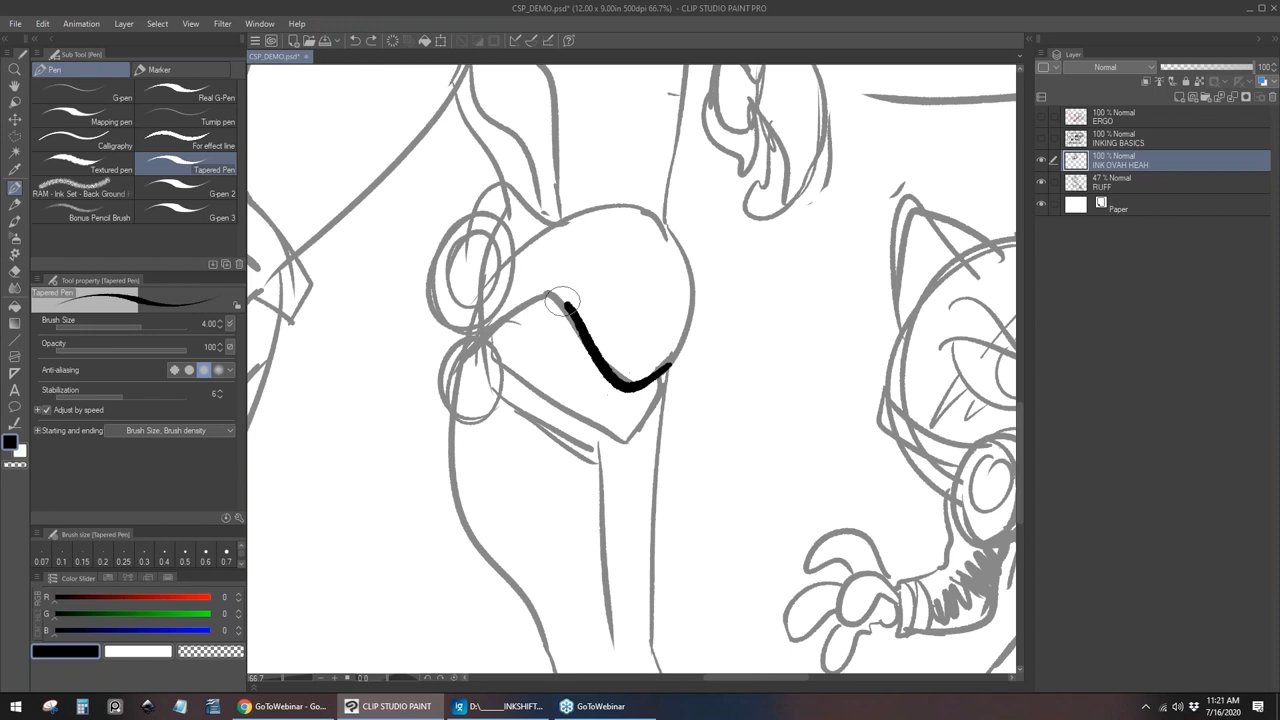 CSP_DEMO.psd* (12.00 x 9.00in 500dpi 66.7%) - CLIP STUDIO PAINT PRO
File Edit Animation Layer Select View Filter Window Help
CSP_DEMO.psd*
Sub Tool [Pen]
Pen Marker
G-pen Real G-Pen
Mapping pen Turnip pen
Calligraphy For effect line
Textured pen Tapered Pen
RAM - Ink Set - Back Ground I G-pen 2
Bonus Pencil Brush G-pen 3
Tool property [Tapered Pen]
Tapered Pen
Brush Size 4.00
Opacity 100
Anti-aliasing
Stabilization 6
Adjust by speed
Starting and ending Brush Size, Brush density
Brush size [Tapered Pen]
0.07 0.1 0.15 0.2 0.3 0.4 0.5 0.6 0.7
Color Slider
R 0
G 0
B 0
66.7 0.0
Layer
Normal 100
100 % Normal
ERGO
100 % Normal
INKING BASICS
100 % Normal
INK OVAH HEAH
47 % Normal
RUFF
Paper
GoToWebinar - Go...
CLIP STUDIO PAINT
D:\_____INKSHIFT...
GoToWebinar
11:21 AM
7/16/2020